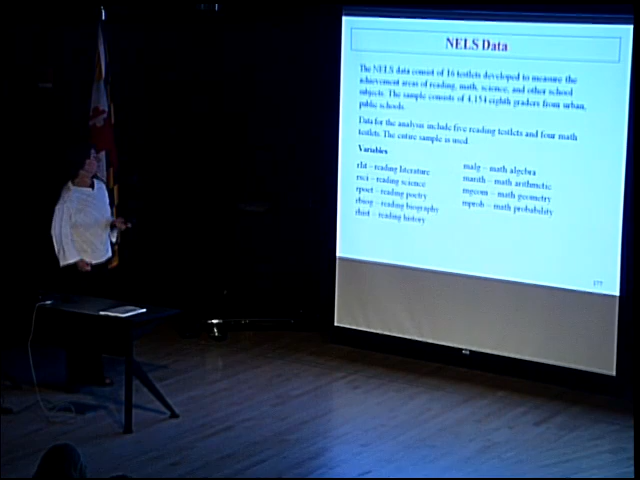 NELS Data
The NELS data consist of 16 testlets developed to measure the
achievement areas of reading, math, science, and other school
subjects. The sample consists of 4,154 eighth graders from urban,
public schools.
Data for the analysis include five reading testlets and four math
testlets. The entire sample is used.
Variables
rlit – reading literature
rsci – reading science
rpoet – reading poetry
rbiog – reading biography
rhist – reading history
malg – math algebra
marith – math arithmetic
mgeom – math geometry
mprob – math probability
177